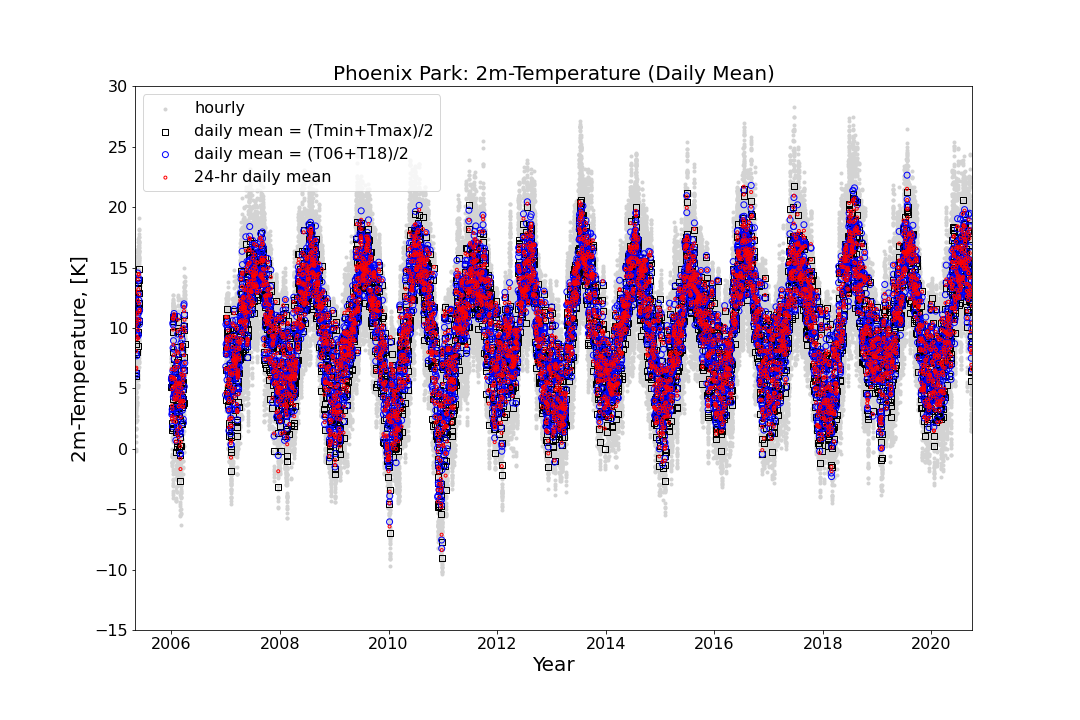 Phoenix Park: 2m-Temperature (Daily Mean)
30
25
20
15
10
5
0
−5
−10
−15
2m-Temperature, [K]
hourly
daily mean = (Tmin+Tmax)/2
daily mean = (T06+T18)/2
24-hr daily mean
2006 2008 2010 2012 2014 2016 2018 2020
Year